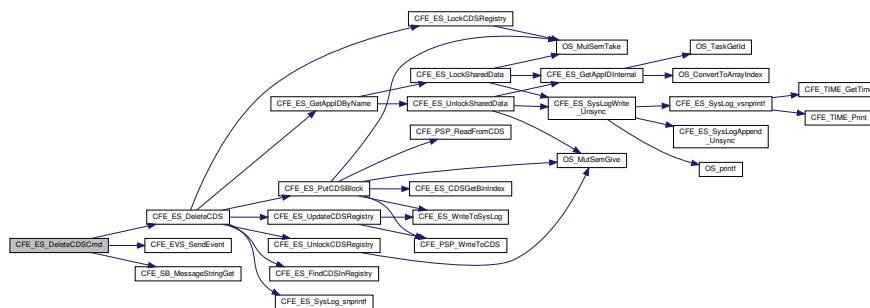 CFE_ES_LockCDSRegistry
OS_MutSemTake
OS_TaskGetId
CFE_ES_LockSharedData
CFE_ES_GetAppIDInternal
OS_ConvertToArrayIndex
CFE_TIME_GetTime
CFE_ES_GetAppIDByName
CFE_ES_UnlockSharedData
CFE_ES_SysLogWrite
_Unsync
CFE_ES_SysLog_vsnprintf
CFE_TIME_Print
CFE_PSP_ReadFromCDS
CFE_ES_SysLogAppend
_Unsync
OS_MutSemGive
OS_printf
CFE_ES_PutCDSBlock
CFE_ES_CDSGetBinIndex
CFE_ES_DeleteCDS
CFE_ES_UpdateCDSRegistry
CFE_ES_WriteToSysLog
CFE_ES_DeleteCDSCmd
CFE_EVS_SendEvent
CFE_ES_UnlockCDSRegistry
CFE_PSP_WriteToCDS
CFE_SB_MessageStringGet
CFE_ES_FindCDSInRegistry
CFE_ES_SysLog_snprintf